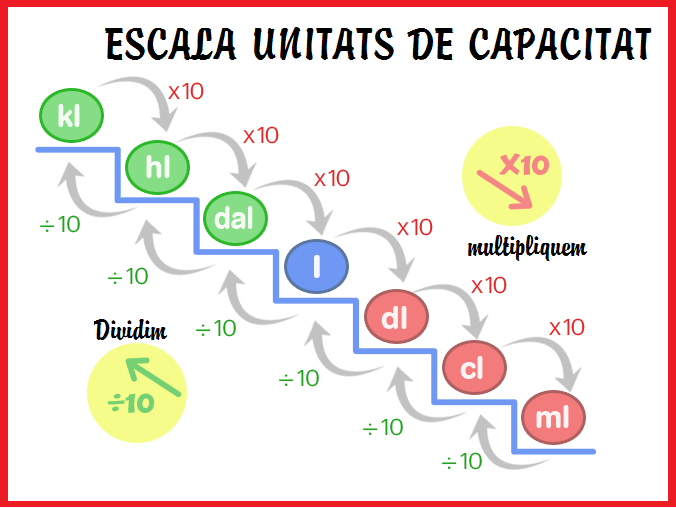 ESCALA UNITATS DE CAPACITAT
kl
x10
hl
x10
dal
x10
l
x10
dl
x10
cl
x10
ml
÷10
÷10
÷10
÷10
÷10
÷10
X10
multipliquem
Dividim
÷10